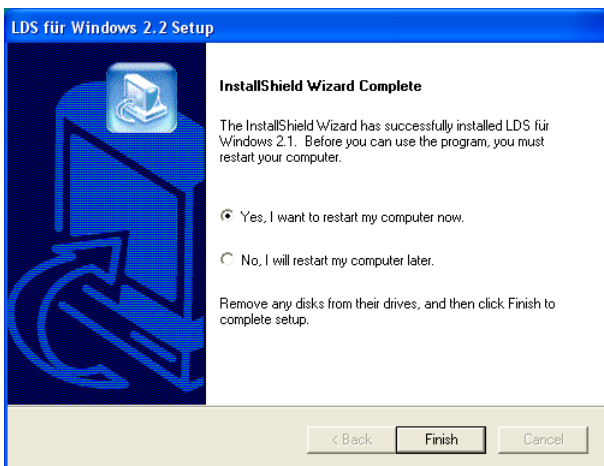 LDS für Windows 2.2 Setup
InstallShield Wizard Complete
The InstallShield Wizard has successfully installed LDS für
Windows 2.1. Before you can use the program, you must
restart your computer.
Yes, I want to restart my computer now.
No, I will restart my computer later.
Remove any disks from their drives, and then click Finish to
complete setup.
< Back Finish Cancel